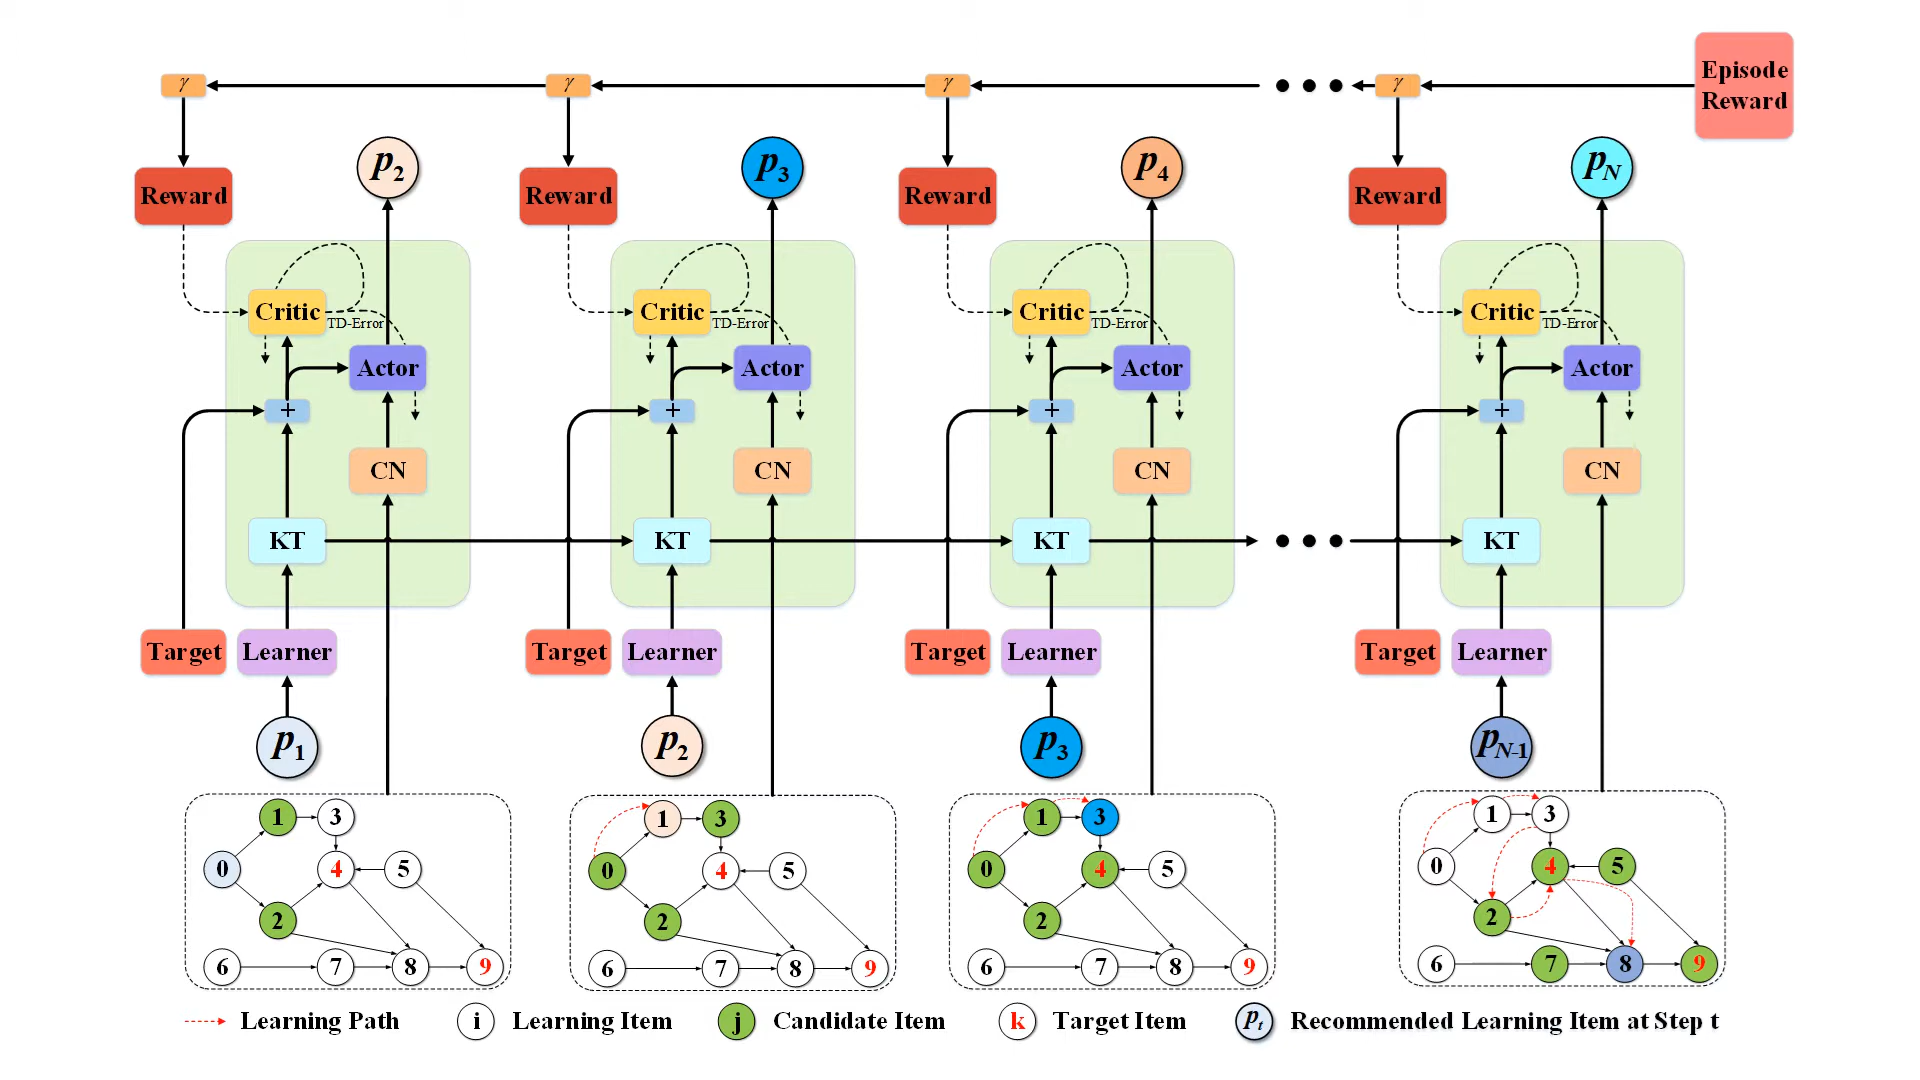 Episode
Reward
γ γ γ γ
p2 p3 p4 pN
Reward Reward Reward Reward
Critic Critic Critic Critic
TD-Error TD-Error TD-Error TD-Error
Actor Actor Actor Actor
+ + + +
CN CN CN CN
KT KT KT KT
Target Learner Target Learner Target Learner Target Learner
p1 p2 p3 pN-1
1 3 1 3 1 3 1 3
0 4 5 0 4 5 0 4 5 0 4 5
2 2 2 2
6 7 8 9 6 7 8 9 6 7 8 9 6 7 8 9
Learning Path i Learning Item j Candidate Item k Target Item pt Recommended Learning Item at Step t